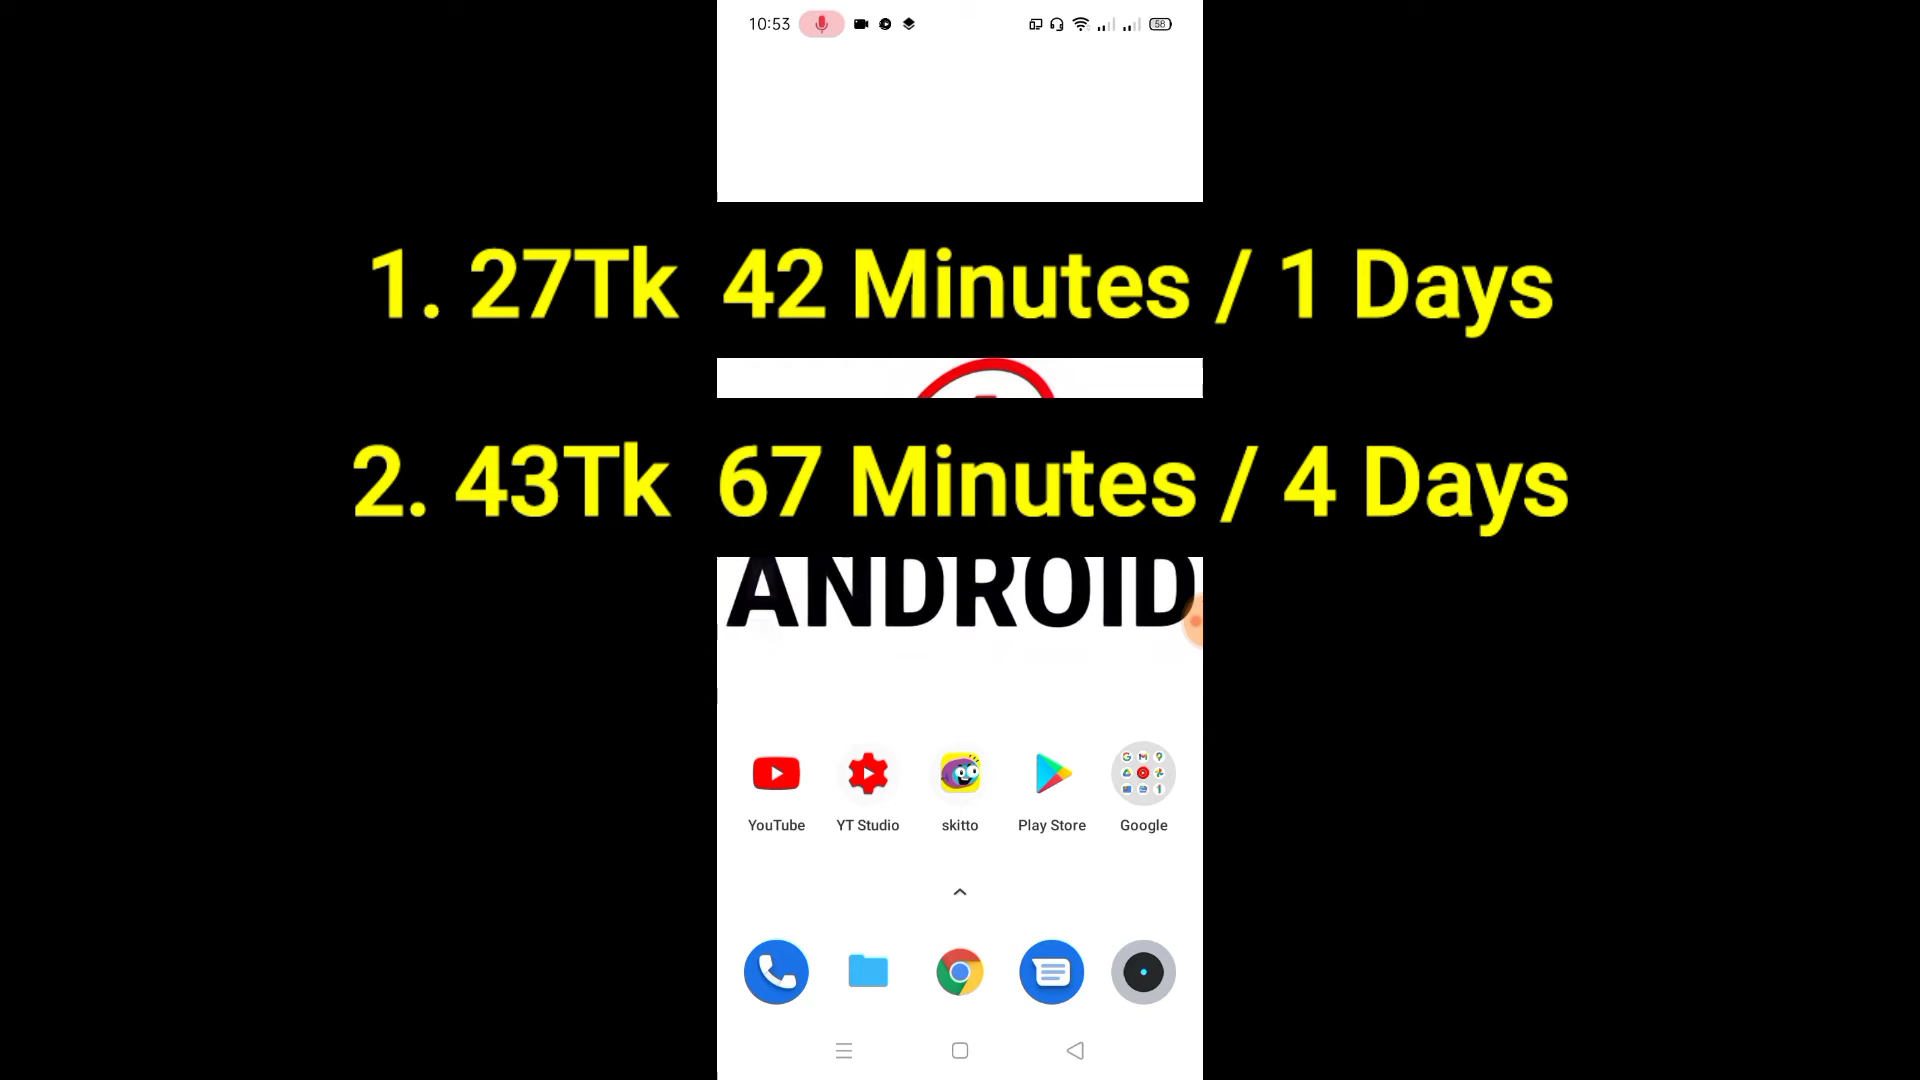 10:53
58
1. 27Tk 42 Minutes / 1 Days
2. 43Tk 67 Minutes / 4 Days
ANDROID
YouTube
YT Studio
skitto
Play Store
Google